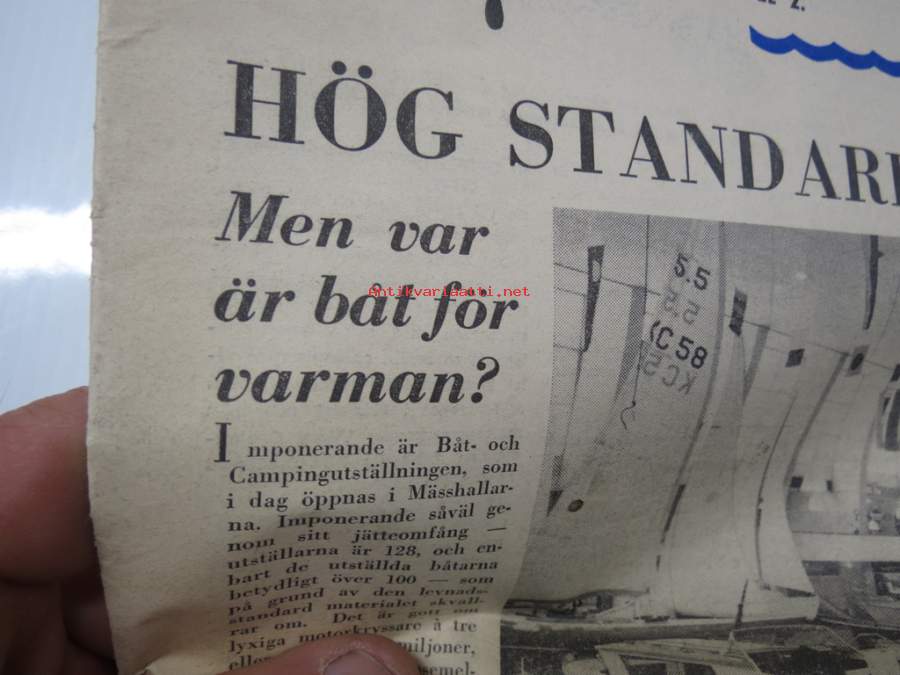 HÖG STANDAR
Men var
är båt för
varman?
Imponerande är Båt- och
Campingutställningen, som
i dag öppnas i Mässhallar-
na. Imponerande såväl ge-
nom sitt jätteomfång —
utställarna är 128, och en-
bart de utställda båtarna
betydligt över 100 — som
på grund av den levnads-
standard materialet skvall-
rar om. Det är gott om
lyxiga motorkryssare å tre
miljoner,
5.5
KC 58
antikvariaatti.net